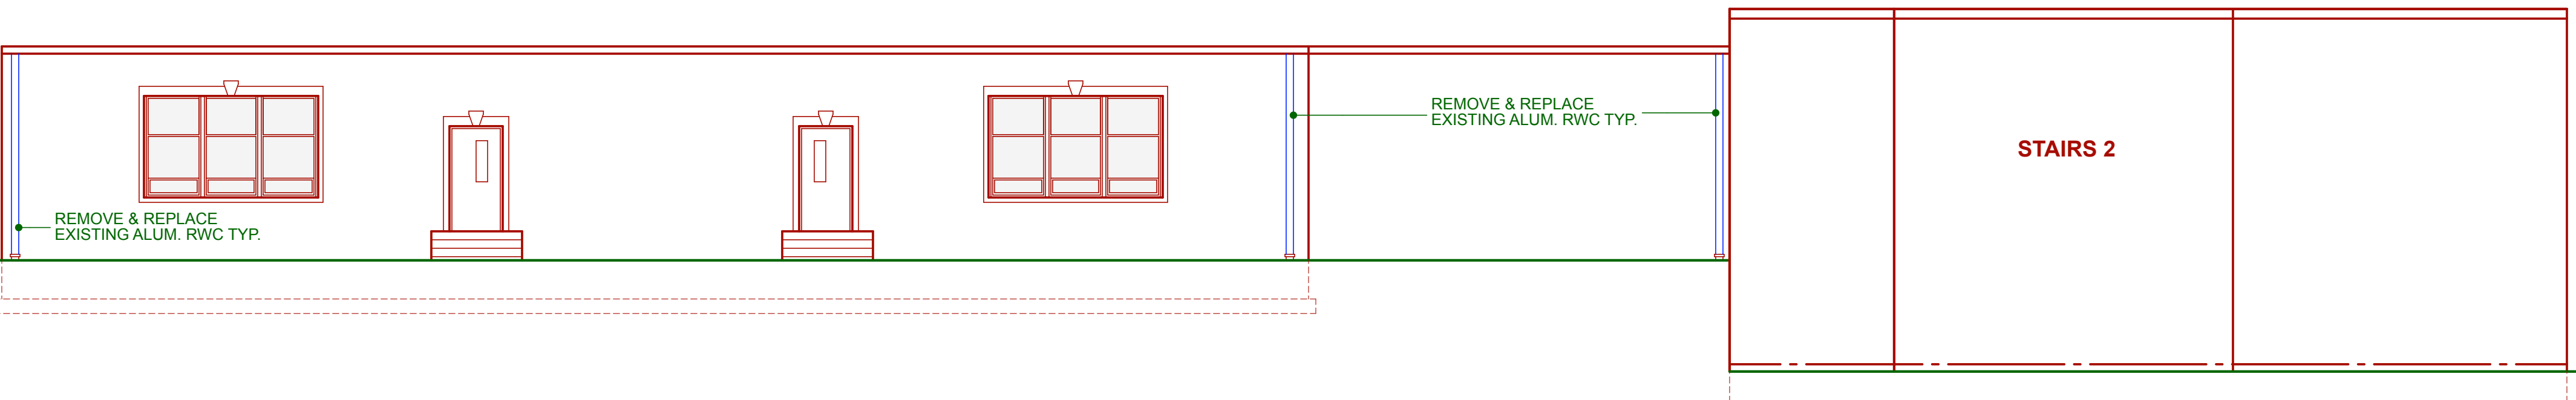 REMOVE & REPLACE
EXISTING ALUM. RWC TYP.
REMOVE & REPLACE
EXISTING ALUM. RWC TYP.
STAIRS 2